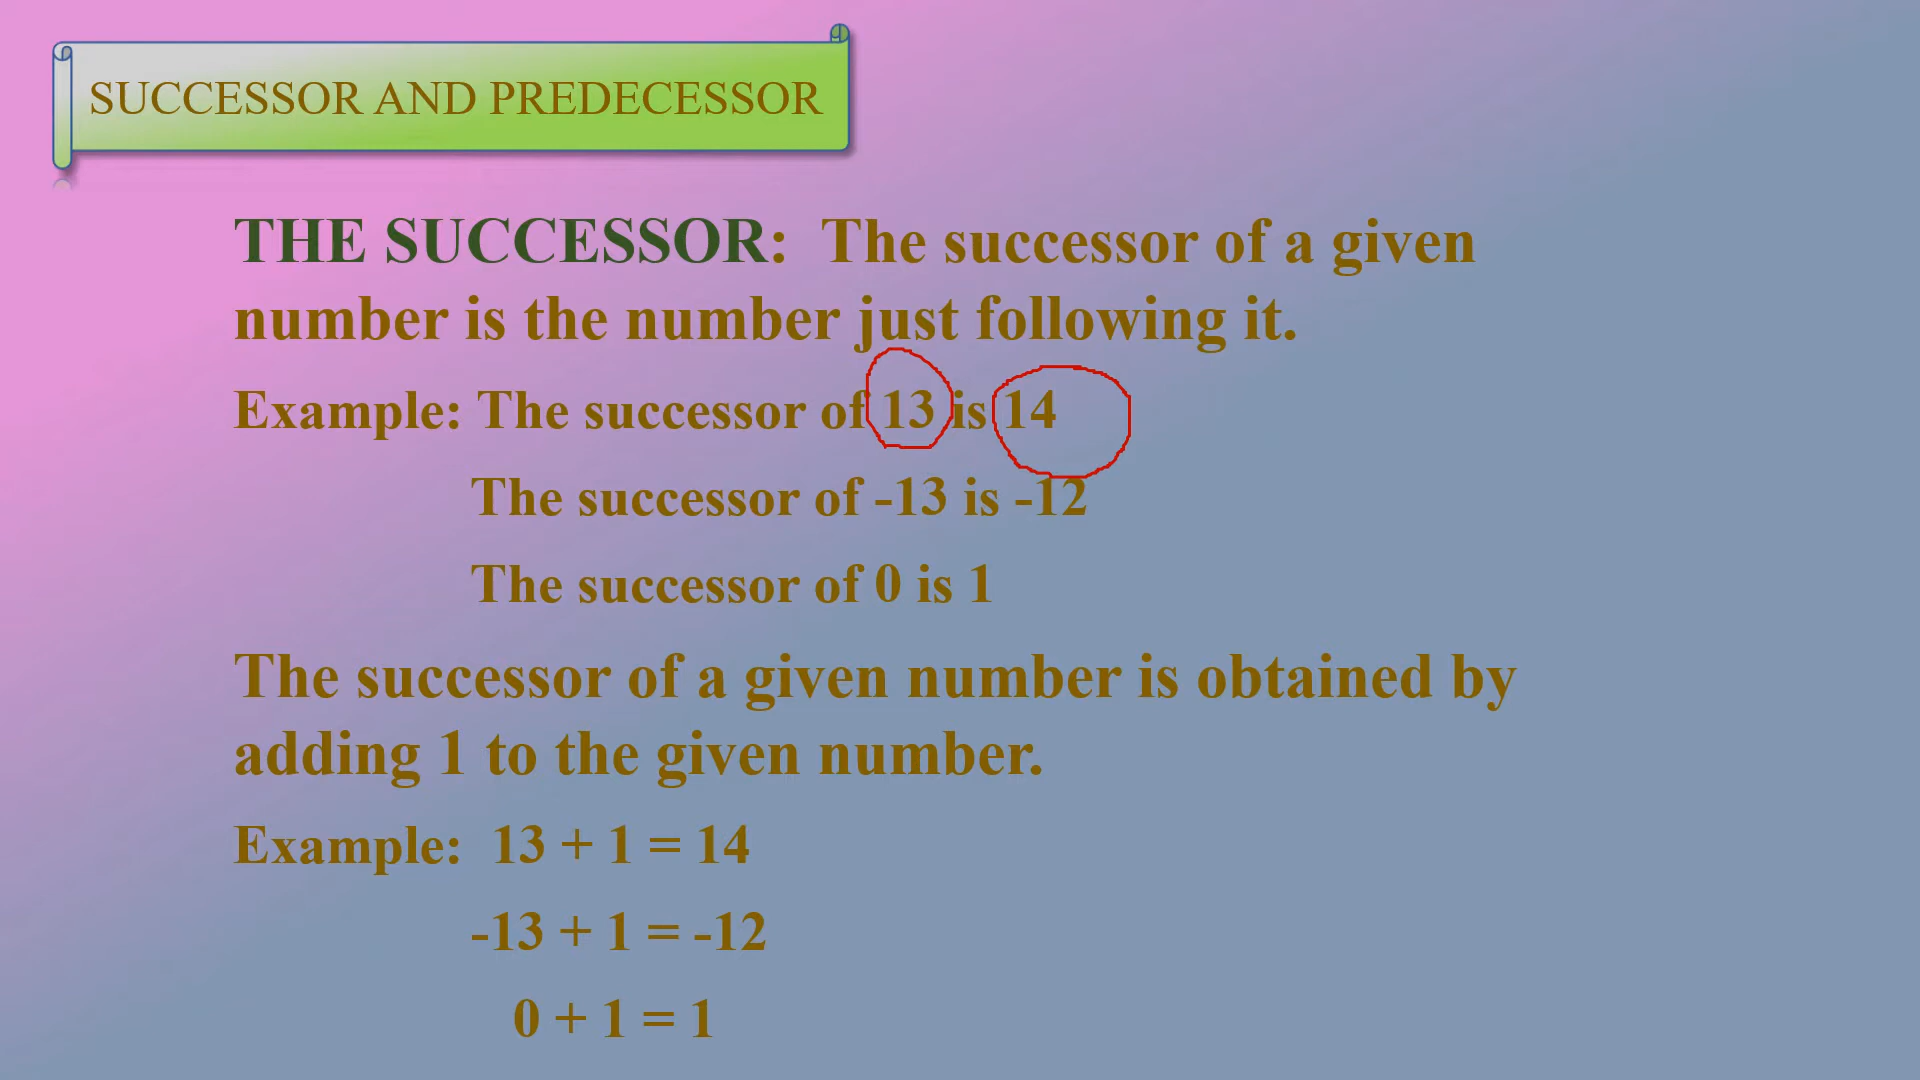 SUCCESSOR AND PREDECESSOR
THE SUCCESSOR: The successor of a given
number is the number just following it.
Example: The successor of 13 is 14
The successor of -13 is -12
The successor of 0 is 1
The successor of a given number is obtained by
adding 1 to the given number.
Example: 13 + 1 = 14
-13 + 1 = -12
0 + 1 = 1